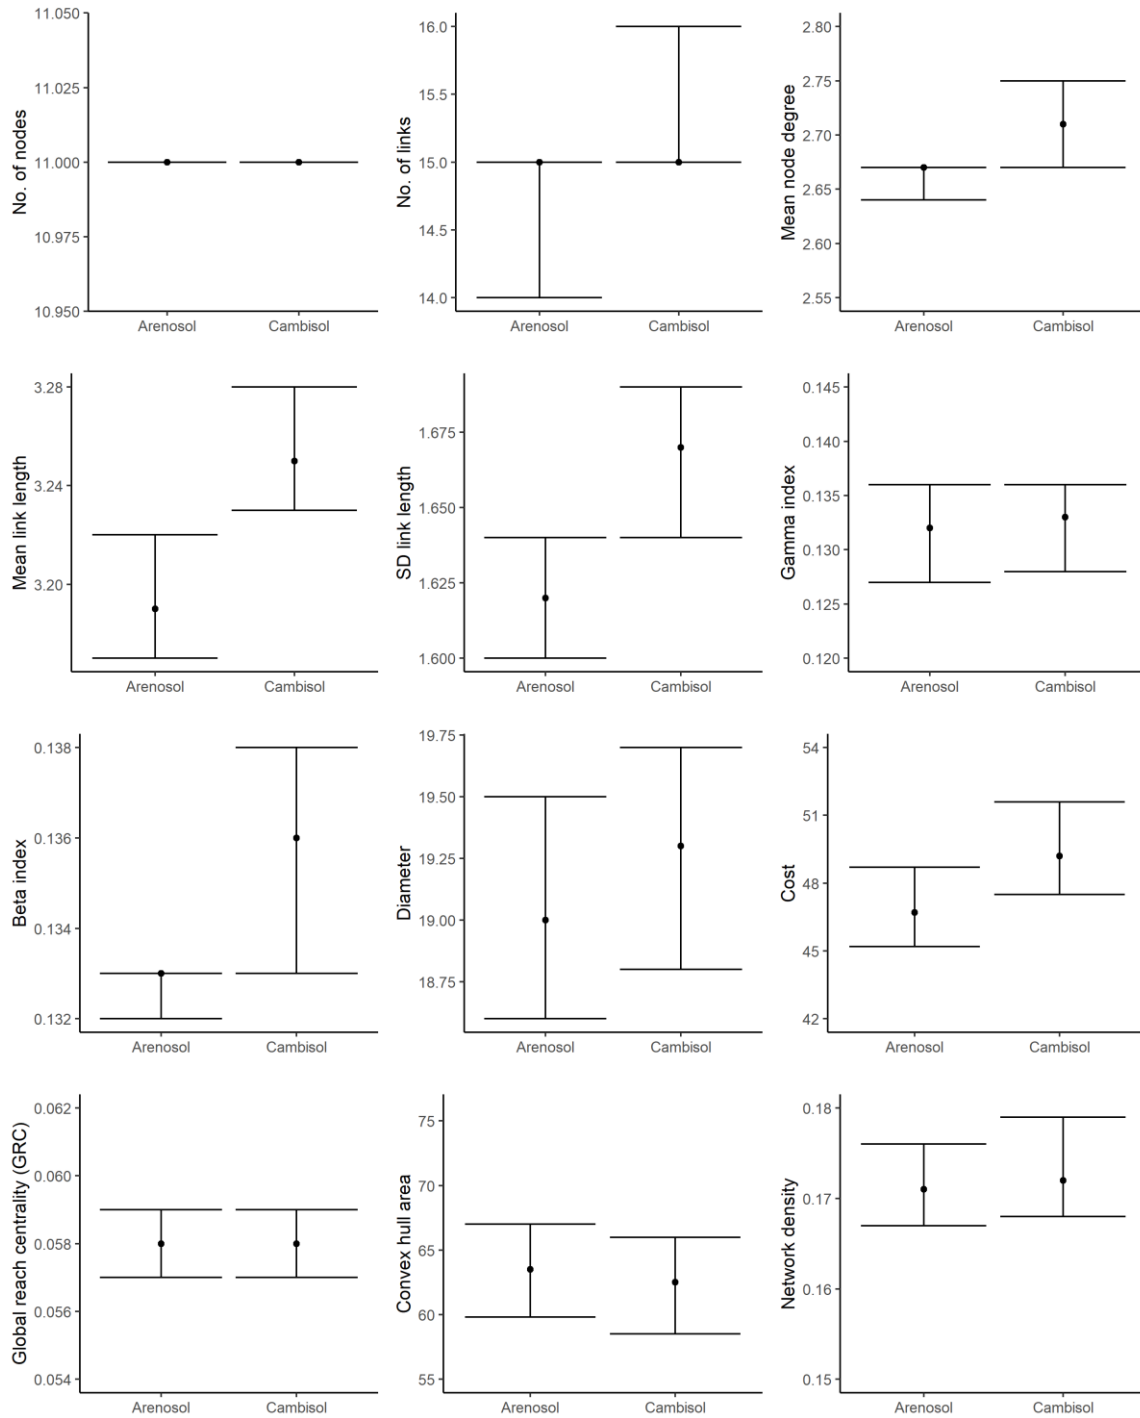 No. of nodes
11.050
11.025
11.000
10.975
10.950
Arenosol Cambisol
No. of links
16.0
15.5
15.0
14.5
14.0
Arenosol Cambisol
Mean node degree
2.80
2.75
2.70
2.65
2.60
2.55
Arenosol Cambisol
Mean link length
3.28
3.24
3.20
Arenosol Cambisol
SD link length
1.675
1.650
1.625
1.600
Arenosol Cambisol
Gamma index
0.145
0.140
0.135
0.130
0.125
0.120
Arenosol Cambisol
Beta index
0.138
0.136
0.134
0.132
Arenosol Cambisol
Diameter
19.75
19.50
19.25
19.00
18.75
Arenosol Cambisol
Cost
54
51
48
45
42
Arenosol Cambisol
Global reach centrality (GRC)
0.062
0.060
0.058
0.056
0.054
Arenosol Cambisol
Convex hull area
75
70
65
60
55
Arenosol Cambisol
Network density
0.18
0.17
0.16
0.15
Arenosol Cambisol